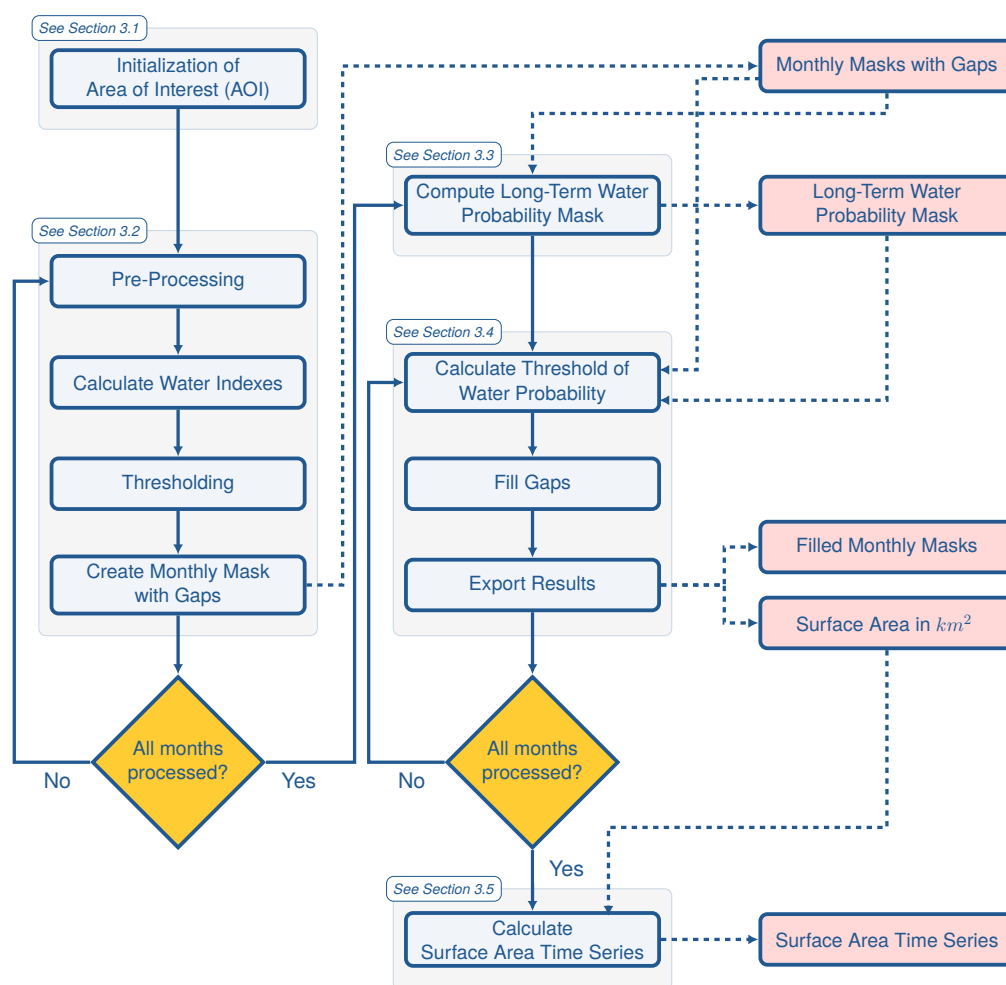 See Section 3.1
Initialization of
Area of Interest (AOI)
See Section 3.2
Pre-Processing
Calculate Water Indexes
Thresholding
Create Monthly Mask
with Gaps
All months
processed?
No
Yes
See Section 3.3
Compute Long-Term Water
Probability Mask
See Section 3.4
Calculate Threshold of
Water Probability
Fill Gaps
Export Results
All months
processed?
No
Yes
See Section 3.5
Calculate
Surface Area Time Series
Monthly Masks with Gaps
Long-Term Water
Probability Mask
Filled Monthly Masks
Surface Area in km²
Surface Area Time Series